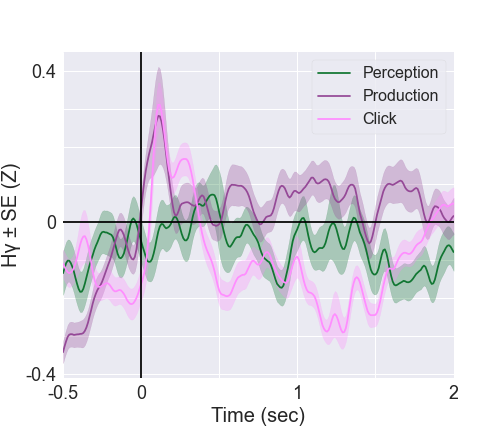 Perception
Production
Click
Hγ ± SE (Z)
0.4
0
-0.4
-0.5
0
1
2
Time (sec)